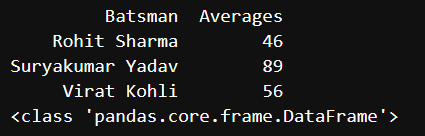 Batsman Averages
Rohit Sharma 46
Suryakumar Yadav 89
Virat Kohli 56
<class 'pandas.core.frame.DataFrame'>